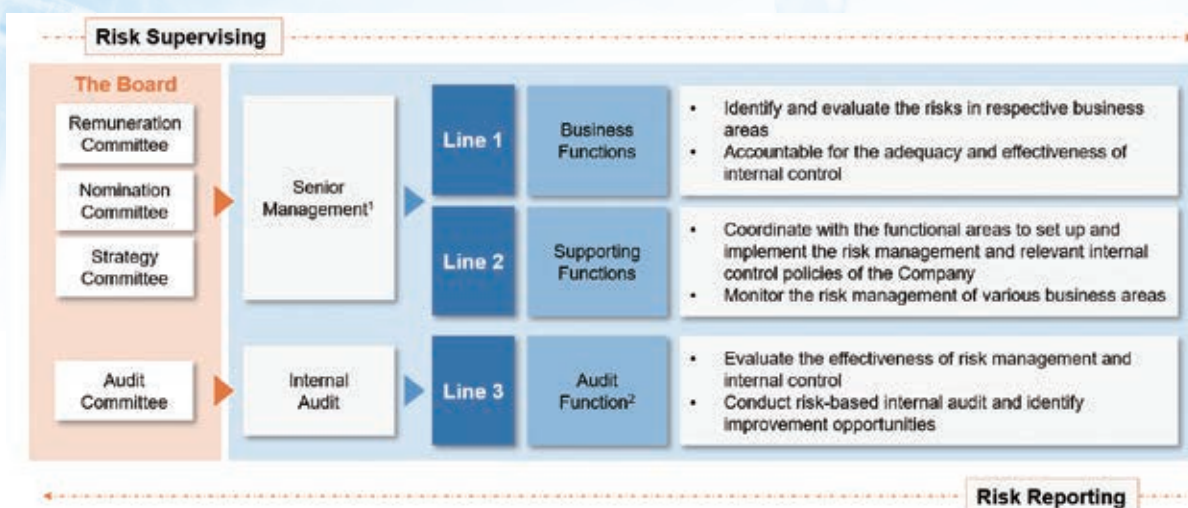 Risk Supervising
The Board
Remuneration
Committee
Nomination
Committee
Strategy
Committee
Audit
Committee
Senior
Management¹
Internal
Audit
Line 1
Business
Functions
• Identify and evaluate the risks in respective business
areas
• Accountable for the adequacy and effectiveness of
internal control
Line 2
Supporting
Functions
• Coordinate with the functional areas to set up and
implement the risk management and relevant internal
control policies of the Company
• Monitor the risk management of various business areas
Line 3
Audit
Function²
• Evaluate the effectiveness of risk management and
internal control
• Conduct risk-based internal audit and identify
improvement opportunities
Risk Reporting